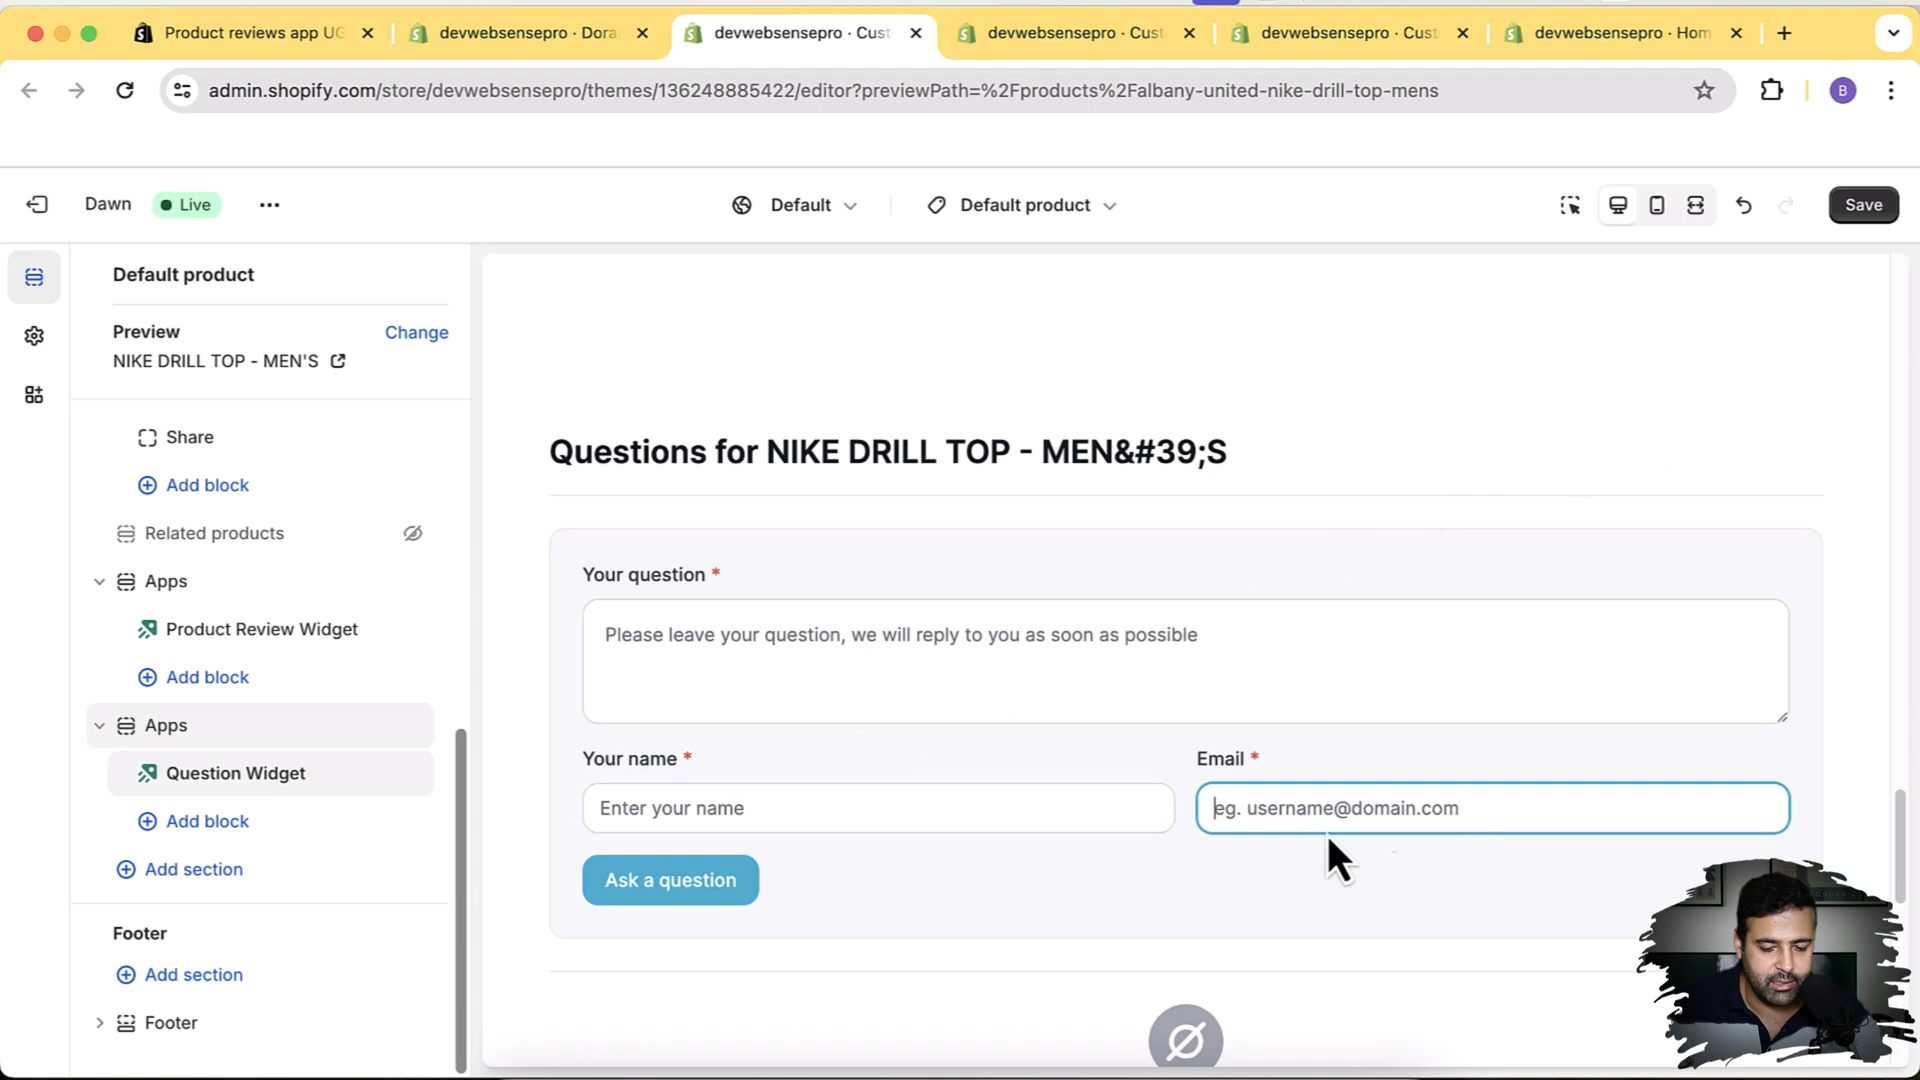 Product reviews app UG
devwebsensepro · Dora
devwebsensepro · Cust
devwebsensepro · Cust
devwebsensepro · Cust
devwebsensepro · Hom
admin.shopify.com/store/devwebsensepro/themes/136248885422/editor?previewPath=%2Fproducts%2Falbany-united-nike-drill-top-mens
B
Dawn
Live
Default
Default product
Save
Default product
Preview
Change
NIKE DRILL TOP - MEN'S
Share
Add block
Related products
Apps
Product Review Widget
Add block
Apps
Question Widget
Add block
Add section
Footer
Add section
Footer
Questions for NIKE DRILL TOP - MEN&#39;S
Your question *
Please leave your question, we will reply to you as soon as possible
Your name *
Email *
Enter your name
eg. username@domain.com
Ask a question